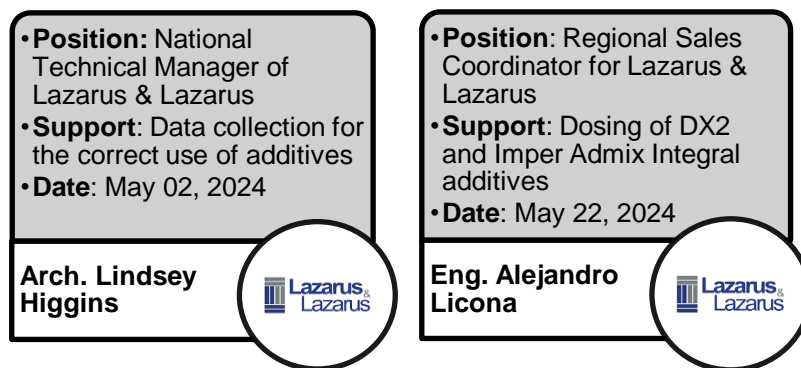 •Position: National
Technical Manager of
Lazarus & Lazarus
•Support: Data collection for
the correct use of additives
•Date: May 02, 2024
Arch. Lindsey
Higgins
Lazarus&
Lazarus
•Position: Regional Sales
Coordinator for Lazarus &
Lazarus
•Support: Dosing of DX2
and Imper Admix Integral
additives
•Date: May 22, 2024
Eng. Alejandro
Licona
Lazarus&
Lazarus